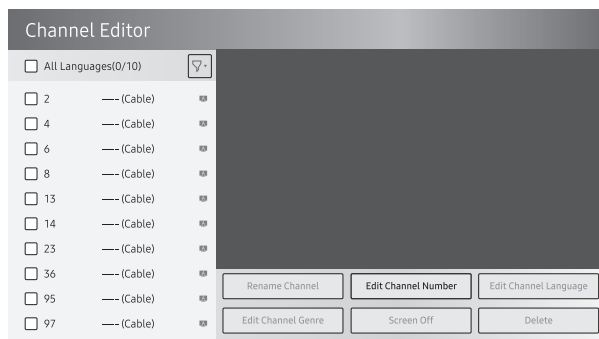 Channel Editor
All Languages(0/10)
2 ---- (Cable)
4 ---- (Cable)
6 ---- (Cable)
8 ---- (Cable)
13 ---- (Cable)
14 ---- (Cable)
23 ---- (Cable)
36 ---- (Cable)
95 ---- (Cable)
97 ---- (Cable)
Rename Channel Edit Channel Number Edit Channel Language
Edit Channel Genre Screen Off Delete